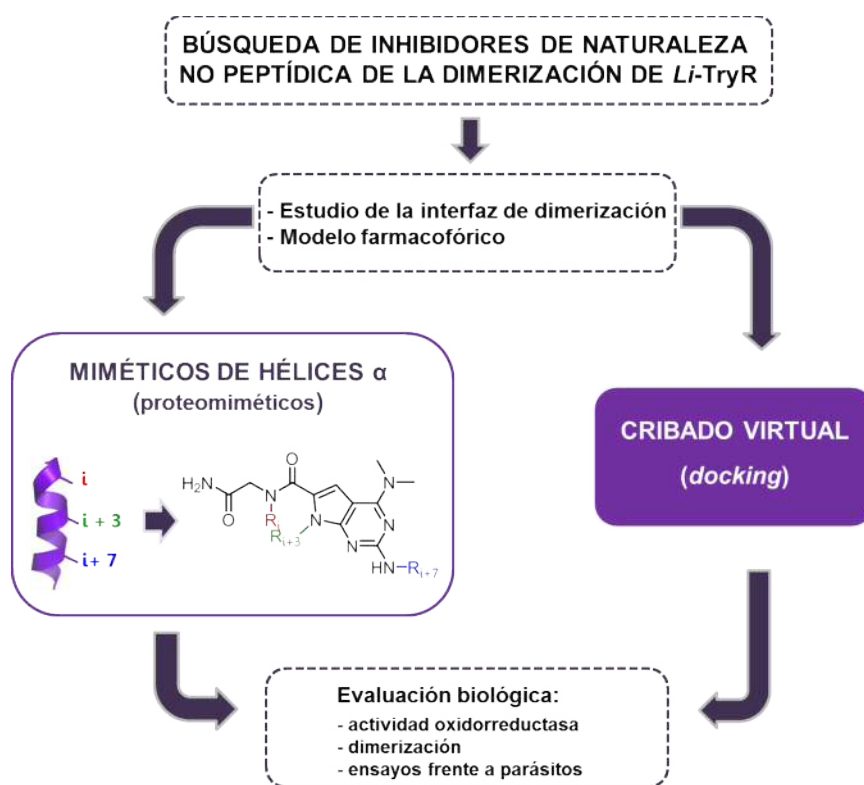 BÚSQUEDA DE INHIBIDORES DE NATURALEZA
NO PEPTÍDICA DE LA DIMERIZACIÓN DE Li-TryR
- Estudio de la interfaz de dimerización
- Modelo farmacofórico
MIMÉTICOS DE HÉLICES α
(proteomiméticos)
i
i + 3
i+ 7
H₂N
O
O
N
Rᵢ
Rᵢ₊₃
N
N
N
N
HN
Rᵢ₊₇
CRIBADO VIRTUAL
(docking)
Evaluación biológica:
- actividad oxidorreductasa
- dimerización
- ensayos frente a parásitos